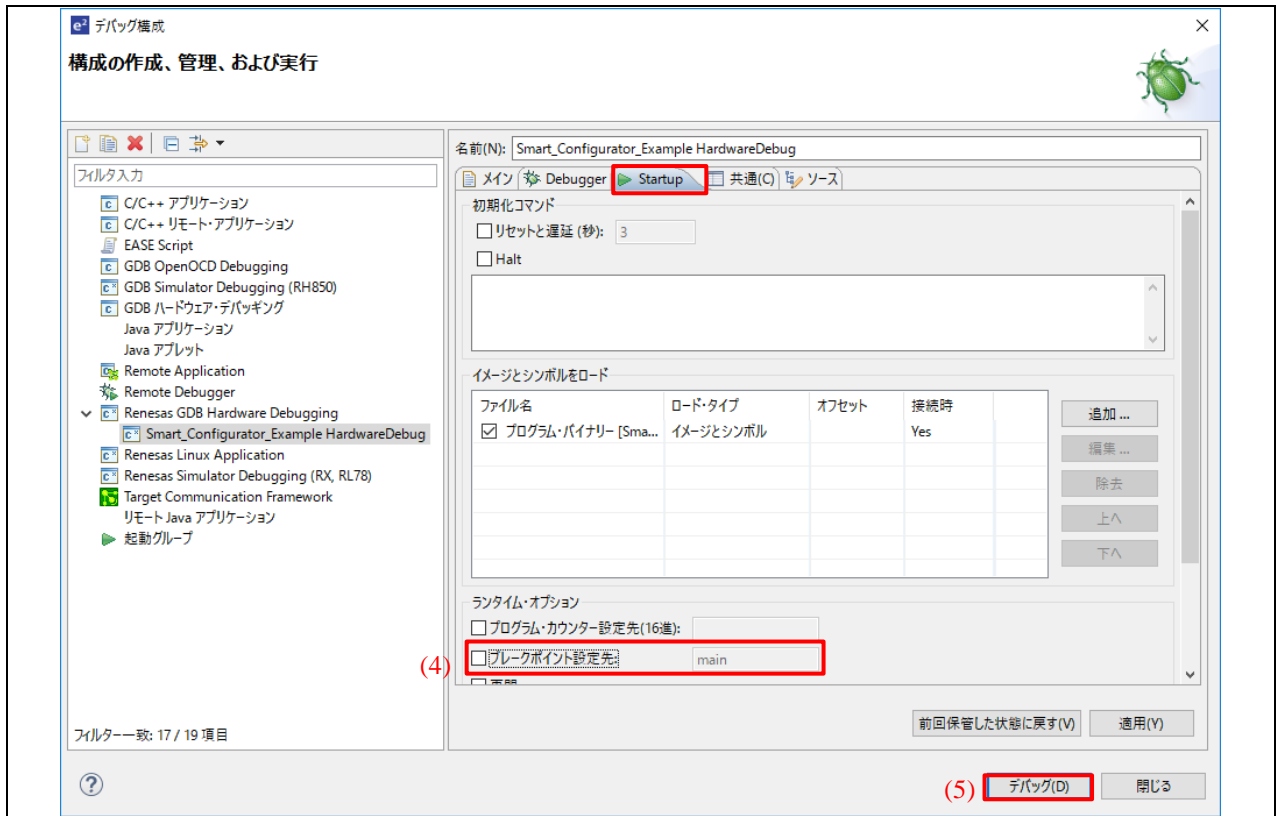 e² デバッグ構成
構成の作成、管理、および実行
フィルタ入力
C/C++ アプリケーション
C/C++ リモート・アプリケーション
EASE Script
GDB OpenOCD Debugging
GDB Simulator Debugging (RH850)
GDB ハードウェア・デバッギング
Java アプリケーション
Java アプレット
Remote Application
Remote Debugger
Renesas GDB Hardware Debugging
Smart_Configurator_Example HardwareDebug
Renesas Linux Application
Renesas Simulator Debugging (RX, RL78)
Target Communication Framework
リモート Java アプリケーション
起動グループ
フィルター一致: 17 / 19 項目
名前(N): Smart_Configurator_Example HardwareDebug
メイン Debugger Startup 共通(C) ソース
初期化コマンド
リセットと遅延 (秒): 3
Halt
イメージとシンボルをロード
ファイル名 ロード・タイプ オフセット 接続時
プログラム・バイナリー [Sma... イメージとシンボル Yes
追加 ...
編集 ...
除去
上へ
下へ
ランタイム・オプション
プログラム・カウンター設定先(16進):
(4) ブレークポイント設定先: main
前回保管した状態に戻す(V) 適用(Y)
(5) デバッグ(D) 閉じる